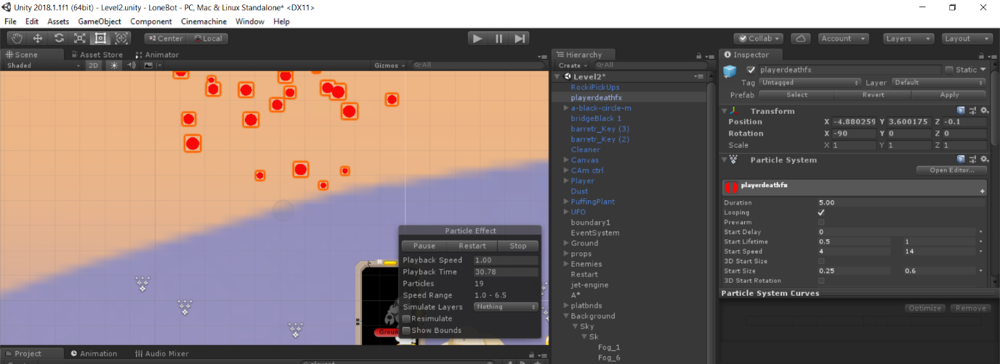 Unity 2018.1.1f1 (64bit) - Level2.unity - LoneBot - PC, Mac & Linux Standalone* <DX11>
File Edit Assets GameObject Component Cinemachine Window Help
Center Local Collab Account Layers Layout
Scene Asset Store Animator
Shaded 2D Gizmos All
Particle Effect
Pause Restart Stop
Playback Speed 1.00
Playback Time 30.78
Particles 19
Speed Range 1.0 - 6.5
Simulate Layers Nothing
Resimulate
Show Bounds
Groun
Project Animation Audio Mixer
Hierarchy
Create All
Level2*
RockiPickUps
playerdeathfx
a-black-circle-m
bridgeBlack 1
barretr_Key (3)
barretr_Key (2)
Cleaner
Canvas
CAm ctrl
Player
Dust
PuffingPlant
UFO
boundary1
EventSystem
Ground
props
Enemies
Restart
jet-engine
A*
platbnds
Background
Sky
Sk
Fog_1
Fog_6
Inspector
playerdeathfx Static
Tag Untagged Layer Default
Prefab Select Revert Apply
Transform
Position X -4.880259 Y 3.600175 Z -0.1
Rotation X -90 Y 0 Z 0
Scale X 1 Y 1 Z 1
Particle System
Open Editor...
playerdeathfx
Duration 5.00
Looping
Prewarm
Start Delay 0
Start Lifetime 0.5 1
Start Speed 4 14
3D Start Size
Start Size 0.25 0.6
3D Start Rotation
Particle System Curves
Optimize Remove